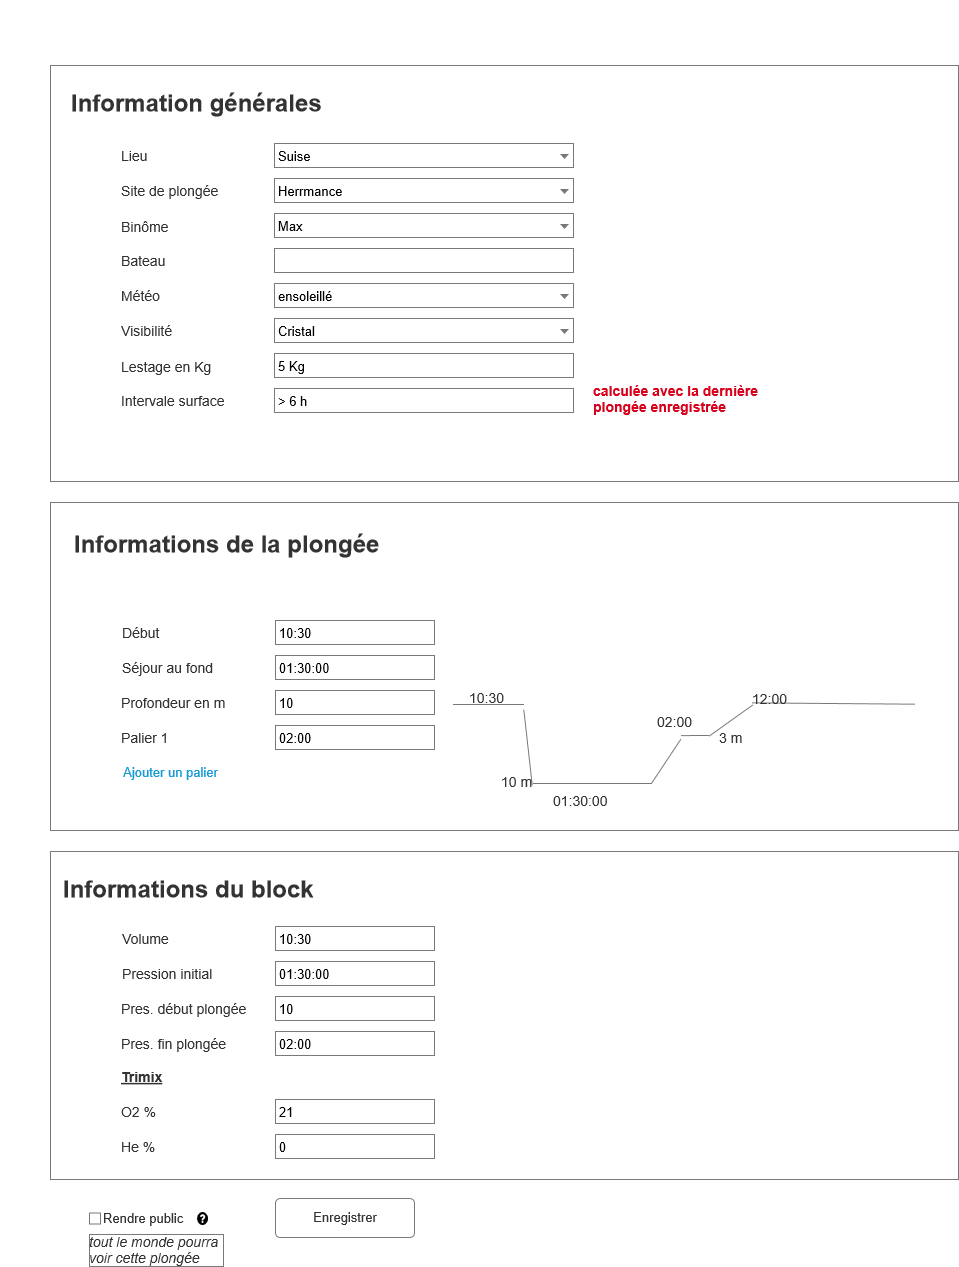 Information générales
Lieu
Suise
Site de plongée
Herrmance
Binôme
Max
Bateau
Météo
ensoleillé
Visibilité
Cristal
Lestage en Kg
5 Kg
Intervale surface
> 6 h
calculée avec la dernière
plongée enregistrée
Informations de la plongée
Début
10:30
Séjour au fond
01:30:00
Profondeur en m
10
Palier 1
02:00
Ajouter un palier
10:30
10 m
01:30:00
02:00
3 m
12:00
Informations du block
Volume
10:30
Pression initial
01:30:00
Pres. début plongée
10
Pres. fin plongée
02:00
Trimix
O2 %
21
He %
0
Rendre public ?
tout le monde pourra
voir cette plongée
Enregistrer